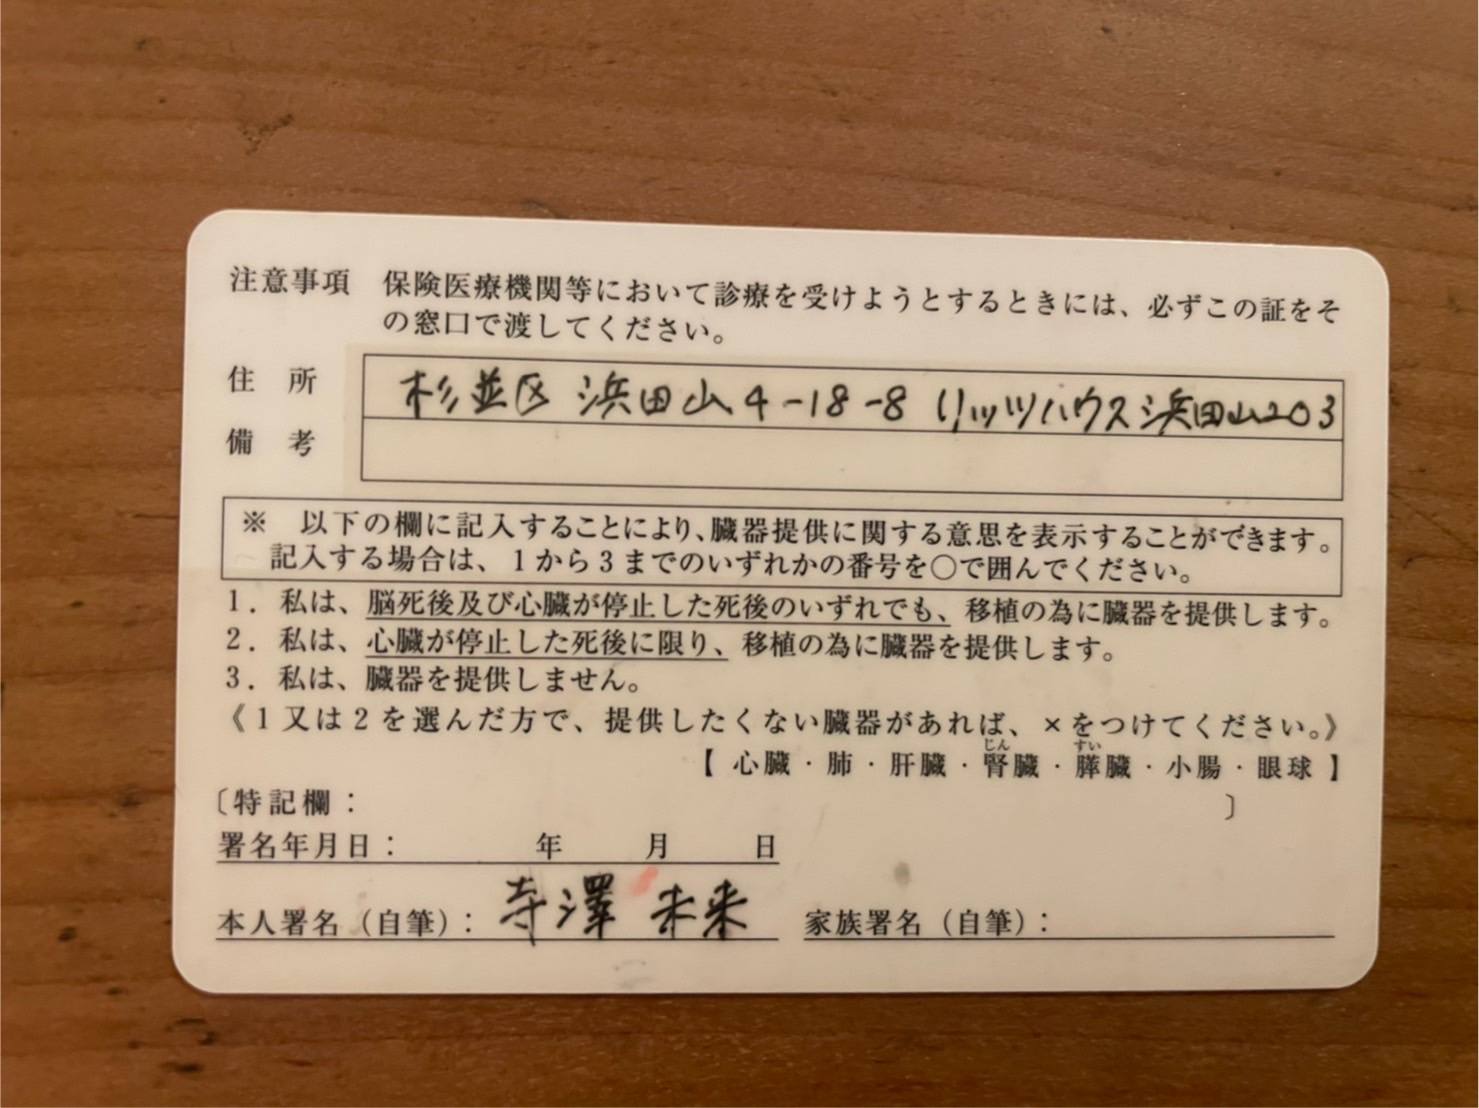 注意事項 保険医療機関等において診療を受けようとするときには、必ずこの証をそ
の窓口で渡してください。
住所 杉並区 浜田山4-18-8 リッツハウス浜田山203
備考
※ 以下の欄に記入することにより、臓器提供に関する意思を表示することができます。
記入する場合は、1から3までのいずれかの番号を○で囲んでください。
1. 私は、脳死後及び心臓が停止した死後のいずれでも、移植の為に臓器を提供します。
2. 私は、心臓が停止した死後に限り、移植の為に臓器を提供します。
3. 私は、臓器を提供しません。
《1又は2を選んだ方で、提供したくない臓器があれば、×をつけてください。》
じん すい
【 心臓・肺・肝臓・腎臓・膵臓・小腸・眼球 】
〔特記欄： 〕
署名年月日： 年 月 日
本人署名（自筆）： 寺澤 未来 家族署名（自筆）：